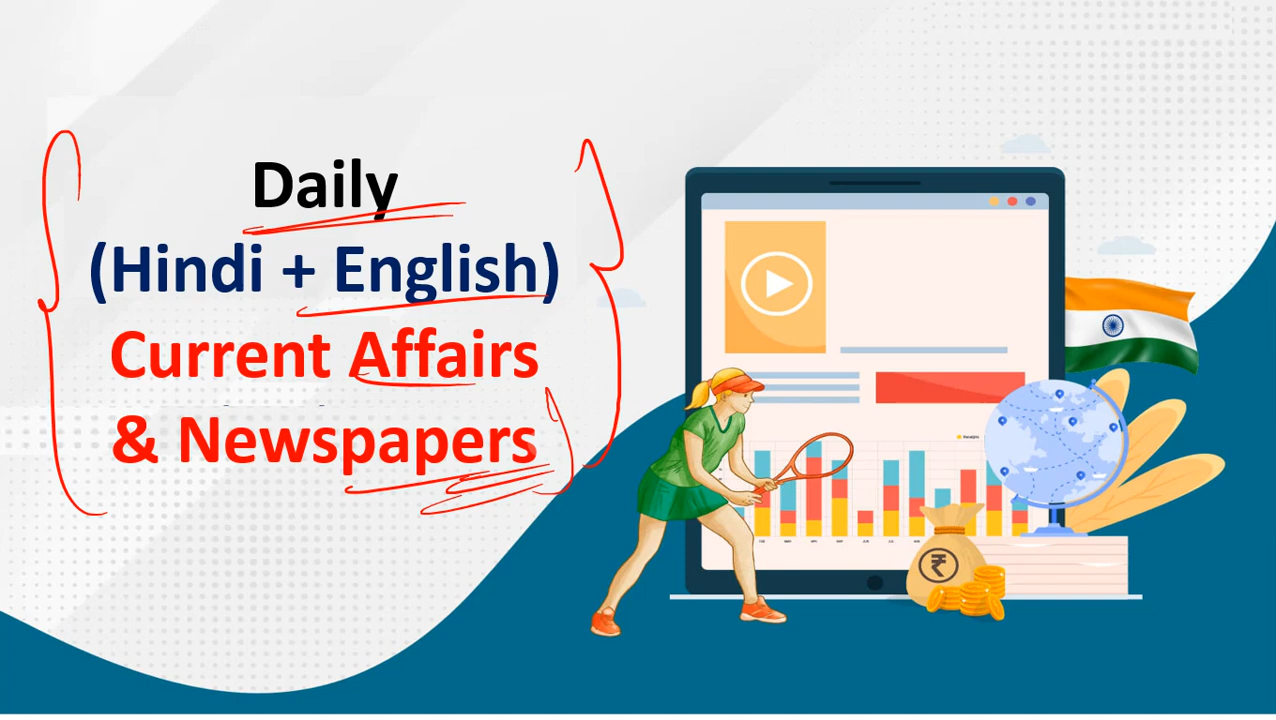 Daily
(Hindi + English)
Current Affairs
& Newspapers
₹